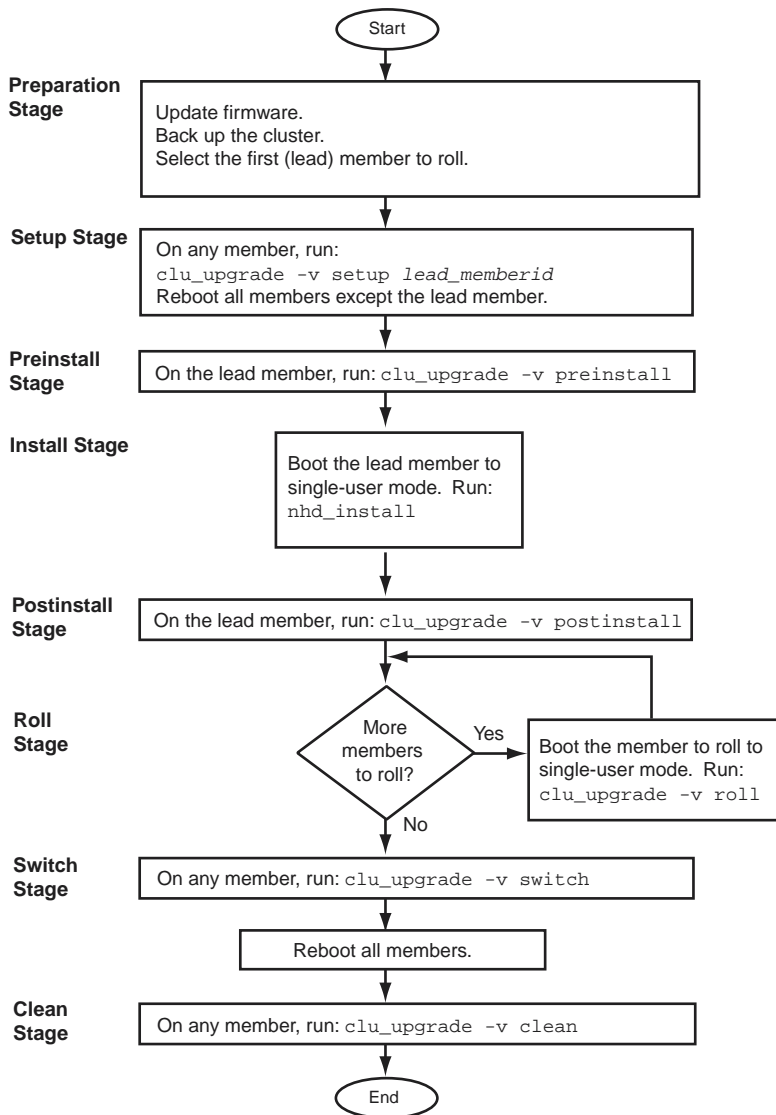 Start
Preparation
Stage
Update firmware.
Back up the cluster.
Select the first (lead) member to roll.
Setup Stage
On any member, run:
clu_upgrade -v setup lead_memberid
Reboot all members except the lead member.
Preinstall
Stage
On the lead member, run: clu_upgrade -v preinstall
Install Stage
Boot the lead member to
single-user mode. Run:
nhd_install
Postinstall
Stage
On the lead member, run: clu_upgrade -v postinstall
Roll
Stage
More
members
to roll?
Yes
Boot the member to roll to
single-user mode. Run:
clu_upgrade -v roll
No
Switch
Stage
On any member, run: clu_upgrade -v switch
Reboot all members.
Clean
Stage
On any member, run: clu_upgrade -v clean
End